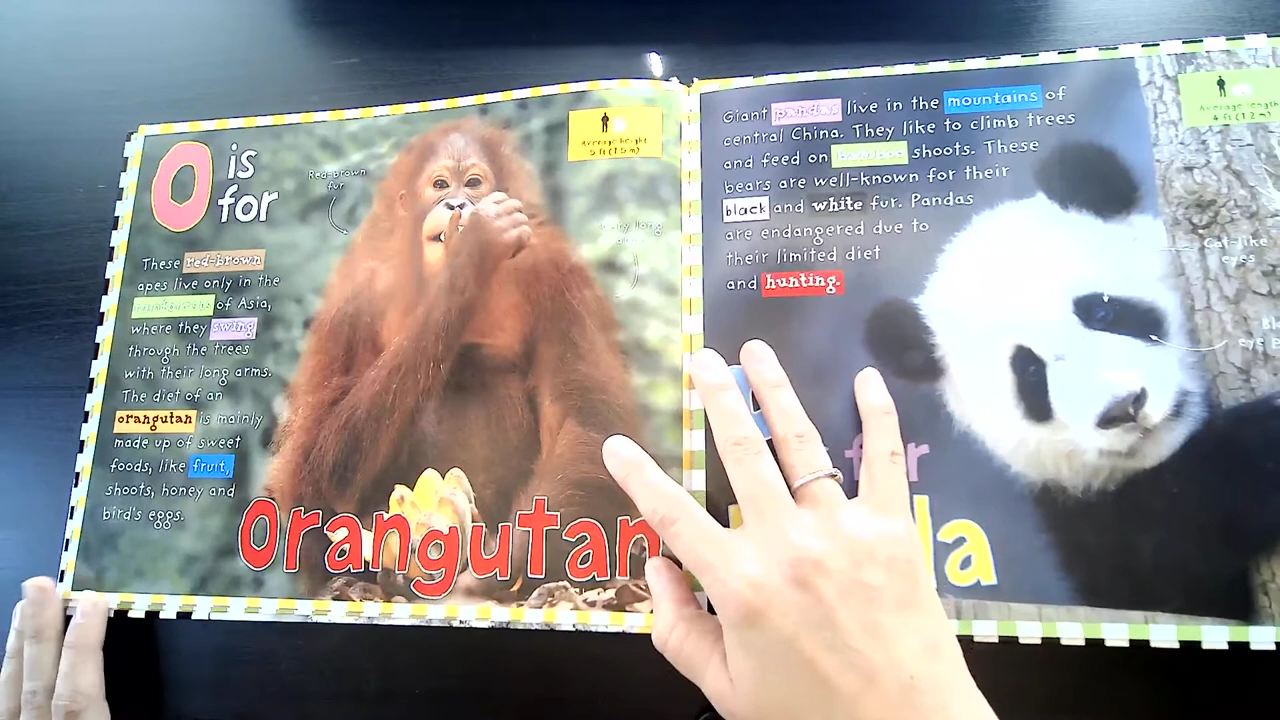 O is
for
Red-brown
fur
Average height
5 ft (1.5 m)
These red-brown
apes live only in the
of Asia,
where they swing
through the trees
with their long arms.
The diet of an
orangutan is mainly
made up of sweet
foods, like fruit,
shoots, honey and
bird's eggs.
long
Orangutan
Giant pandas live in the mountains of
central China. They like to climb trees
and feed on bamboo shoots. These
bears are well-known for their
black and white fur. Pandas
are endangered due to
their limited diet
and hunting.
Average length
4 ft (1.2 m)
Cat-like
eyes
eye
la